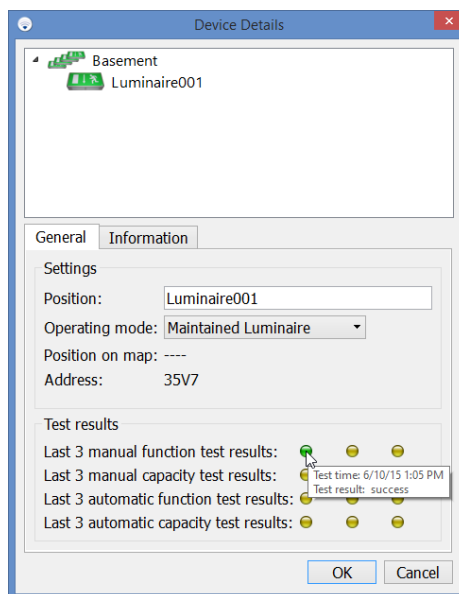 Device Details
Basement
Luminaire001
General Information
Settings
Position: Luminaire001
Operating mode: Maintained Luminaire
Position on map: ----
Address: 35V7
Test results
Last 3 manual function test results:
Last 3 manual capacity test results:
Test time: 6/10/15 1:05 PM
Test result: success
Last 3 automatic function test results:
Last 3 automatic capacity test results:
OK Cancel